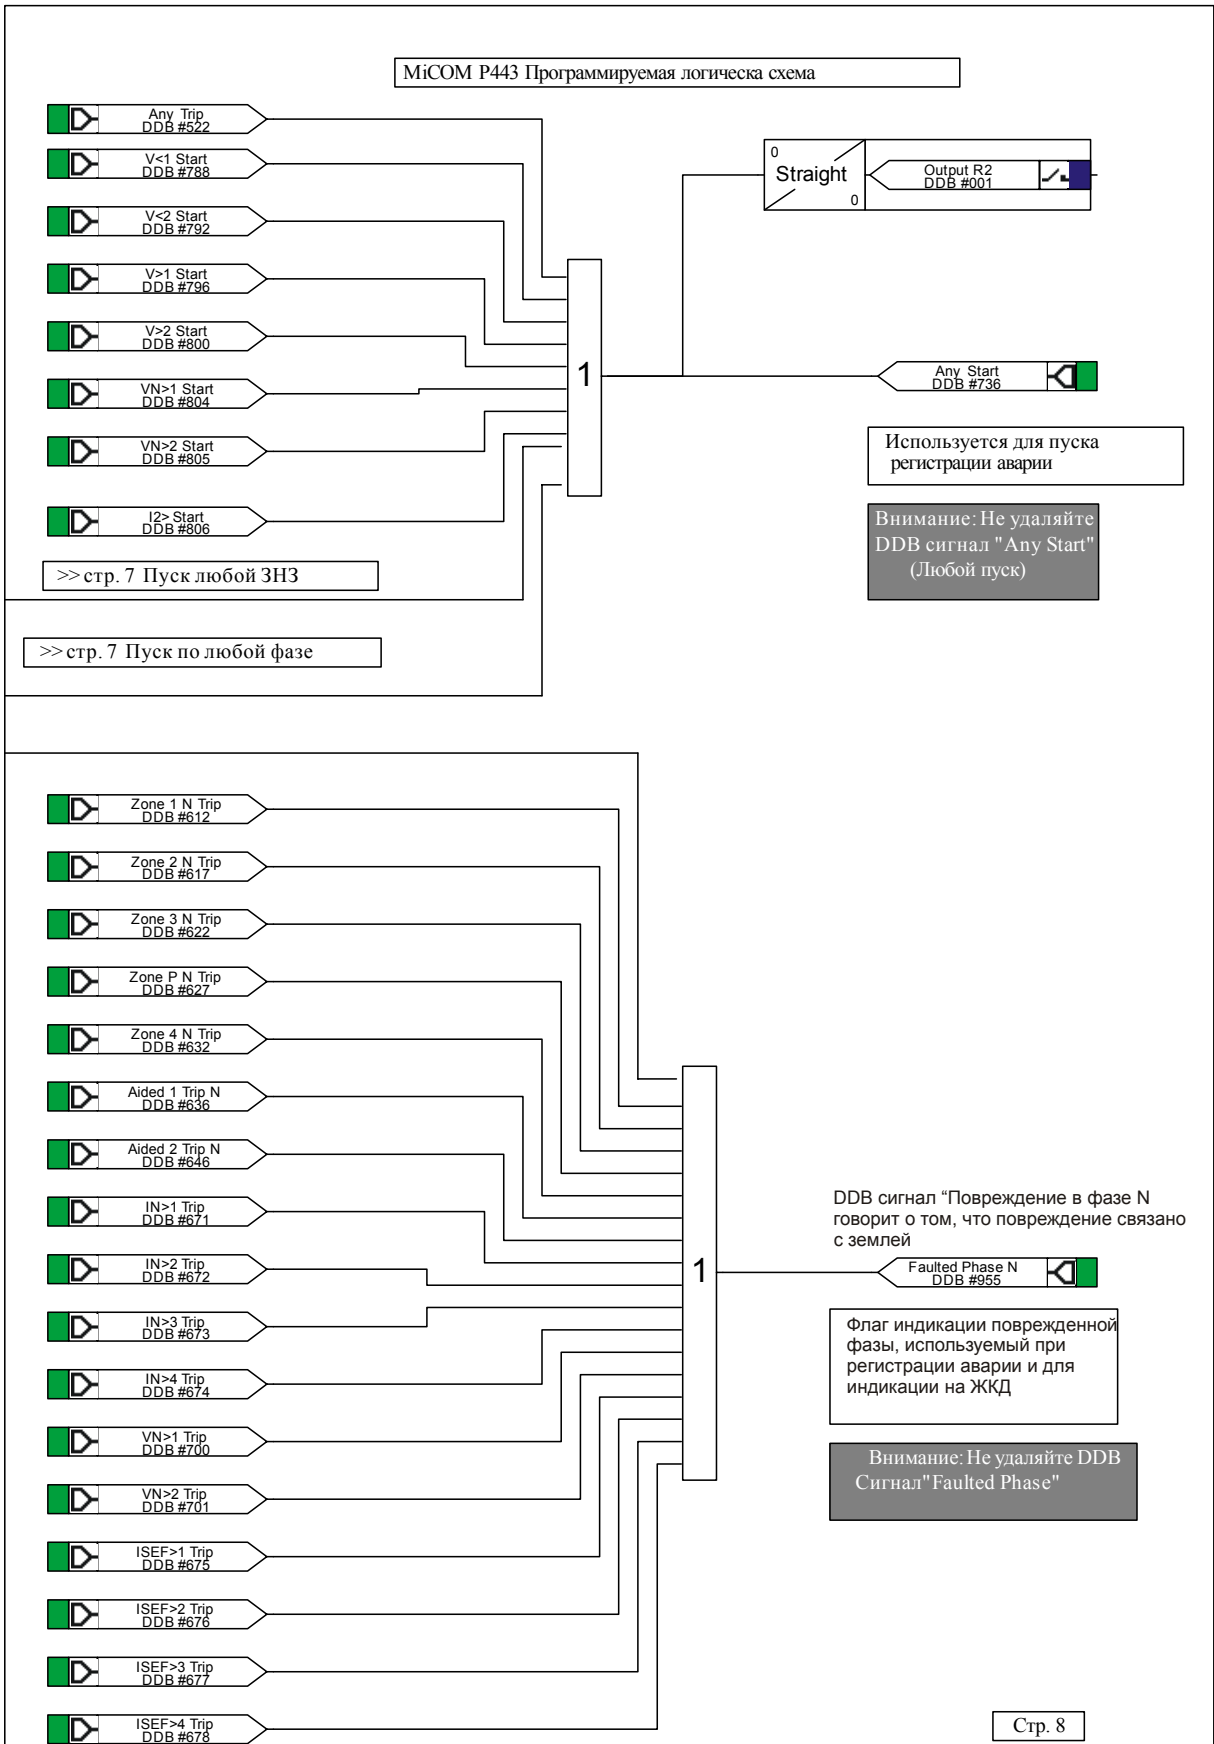 MiCOM P443 Программируемая логическа схема
Any Trip
DDB #522
V<1 Start
DDB #788
V<2 Start
DDB #792
V>1 Start
DDB #796
V>2 Start
DDB #800
VN>1 Start
DDB #804
VN>2 Start
DDB #805
I2> Start
DDB #806
>> стр. 7 Пуск любой ЗНЗ
>> стр. 7 Пуск по любой фазе
1
0
Straight
0
Output R2
DDB #001
Any Start
DDB #736
Используется для пуска
регистрации аварии
Внимание: Не удаляйте
DDB сигнал "Any Start"
(Любой пуск)
Zone 1 N Trip
DDB #612
Zone 2 N Trip
DDB #617
Zone 3 N Trip
DDB #622
Zone P N Trip
DDB #627
Zone 4 N Trip
DDB #632
Aided 1 Trip N
DDB #636
Aided 2 Trip N
DDB #646
IN>1 Trip
DDB #671
IN>2 Trip
DDB #672
IN>3 Trip
DDB #673
IN>4 Trip
DDB #674
VN>1 Trip
DDB #700
VN>2 Trip
DDB #701
ISEF>1 Trip
DDB #675
ISEF>2 Trip
DDB #676
ISEF>3 Trip
DDB #677
ISEF>4 Trip
DDB #678
1
DDB сигнал “Повреждение в фазе N
говорит о том, что повреждение связано
с землей
Faulted Phase N
DDB #955
Флаг индикации поврежденной
фазы, используемый при
регистрации аварии и для
индикации на ЖКД
Внимание: Не удаляйте DDB
Сигнал"Faulted Phase"
Стр. 8